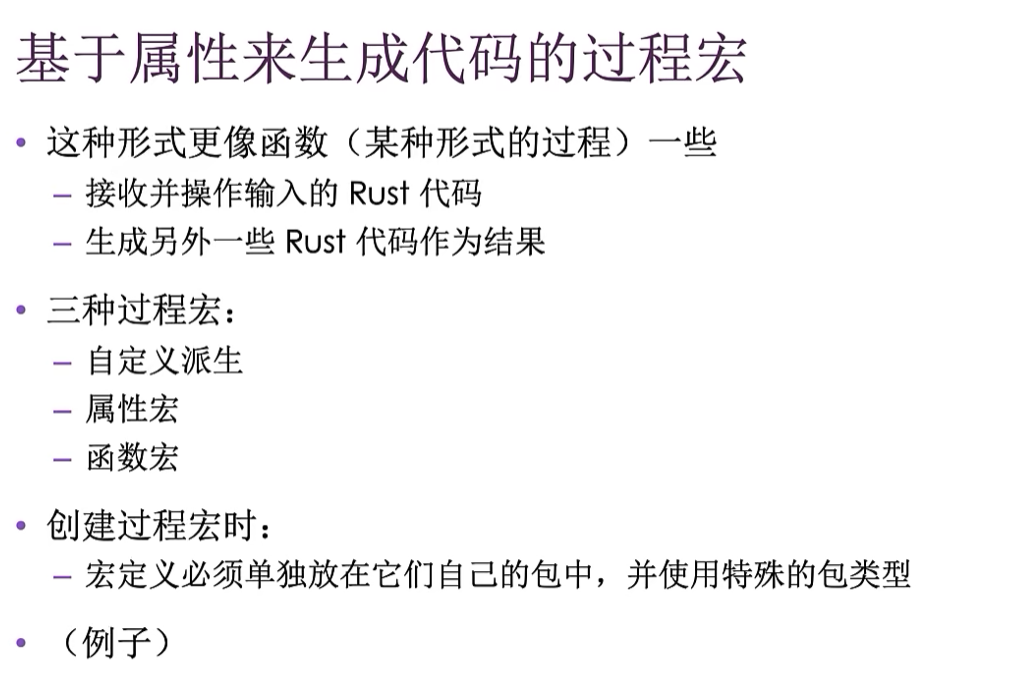 基于属性来生成代码的过程宏
• 这种形式更像函数（某种形式的过程）一些
– 接收并操作输入的 Rust 代码
– 生成另外一些 Rust 代码作为结果
• 三种过程宏：
– 自定义派生
– 属性宏
– 函数宏
• 创建过程宏时：
– 宏定义必须单独放在它们自己的包中，并使用特殊的包类型
• （例子）